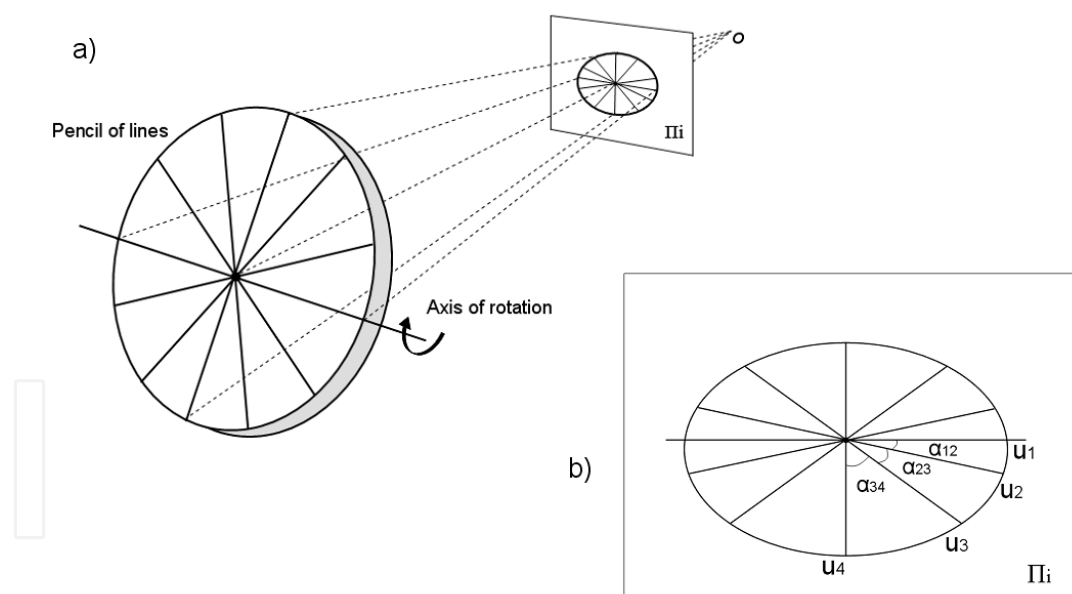 a)
O
Πi
Pencil of lines
Axis of rotation
b)
α12
u1
α23
u2
α34
u3
u4
Πi